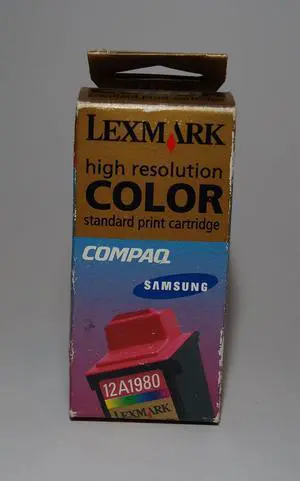 LEXMARK
high resolution
COLOR
standard print cartridge
COMPAQ
SAMSUNG
12A1980
LEXMARK